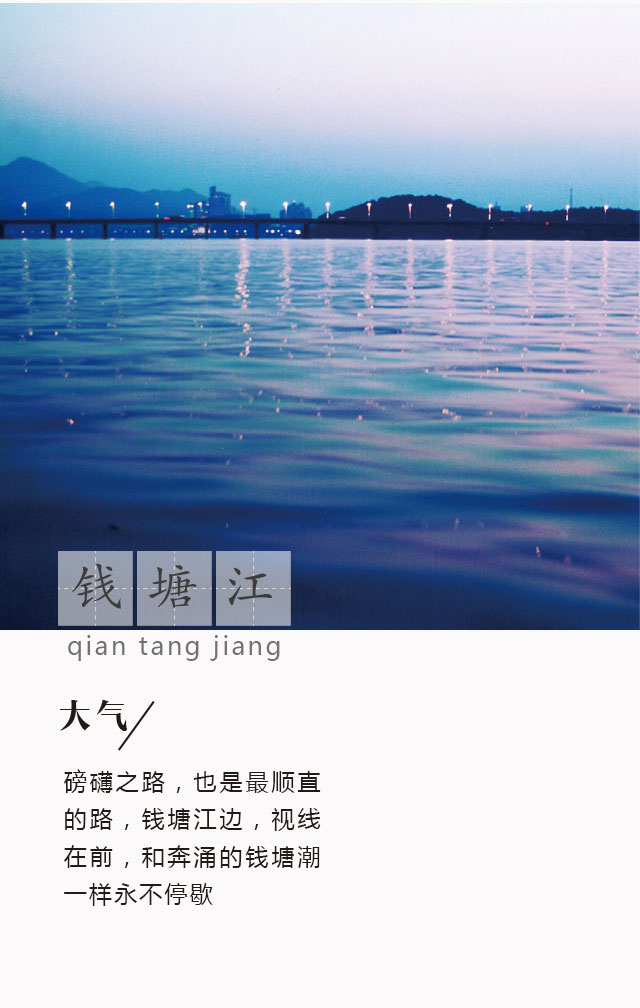 钱塘江
qian tang jiang
大气
磅礴之路，也是最顺直
的路，钱塘江边，视线
在前，和奔涌的钱塘潮
一样永不停歇